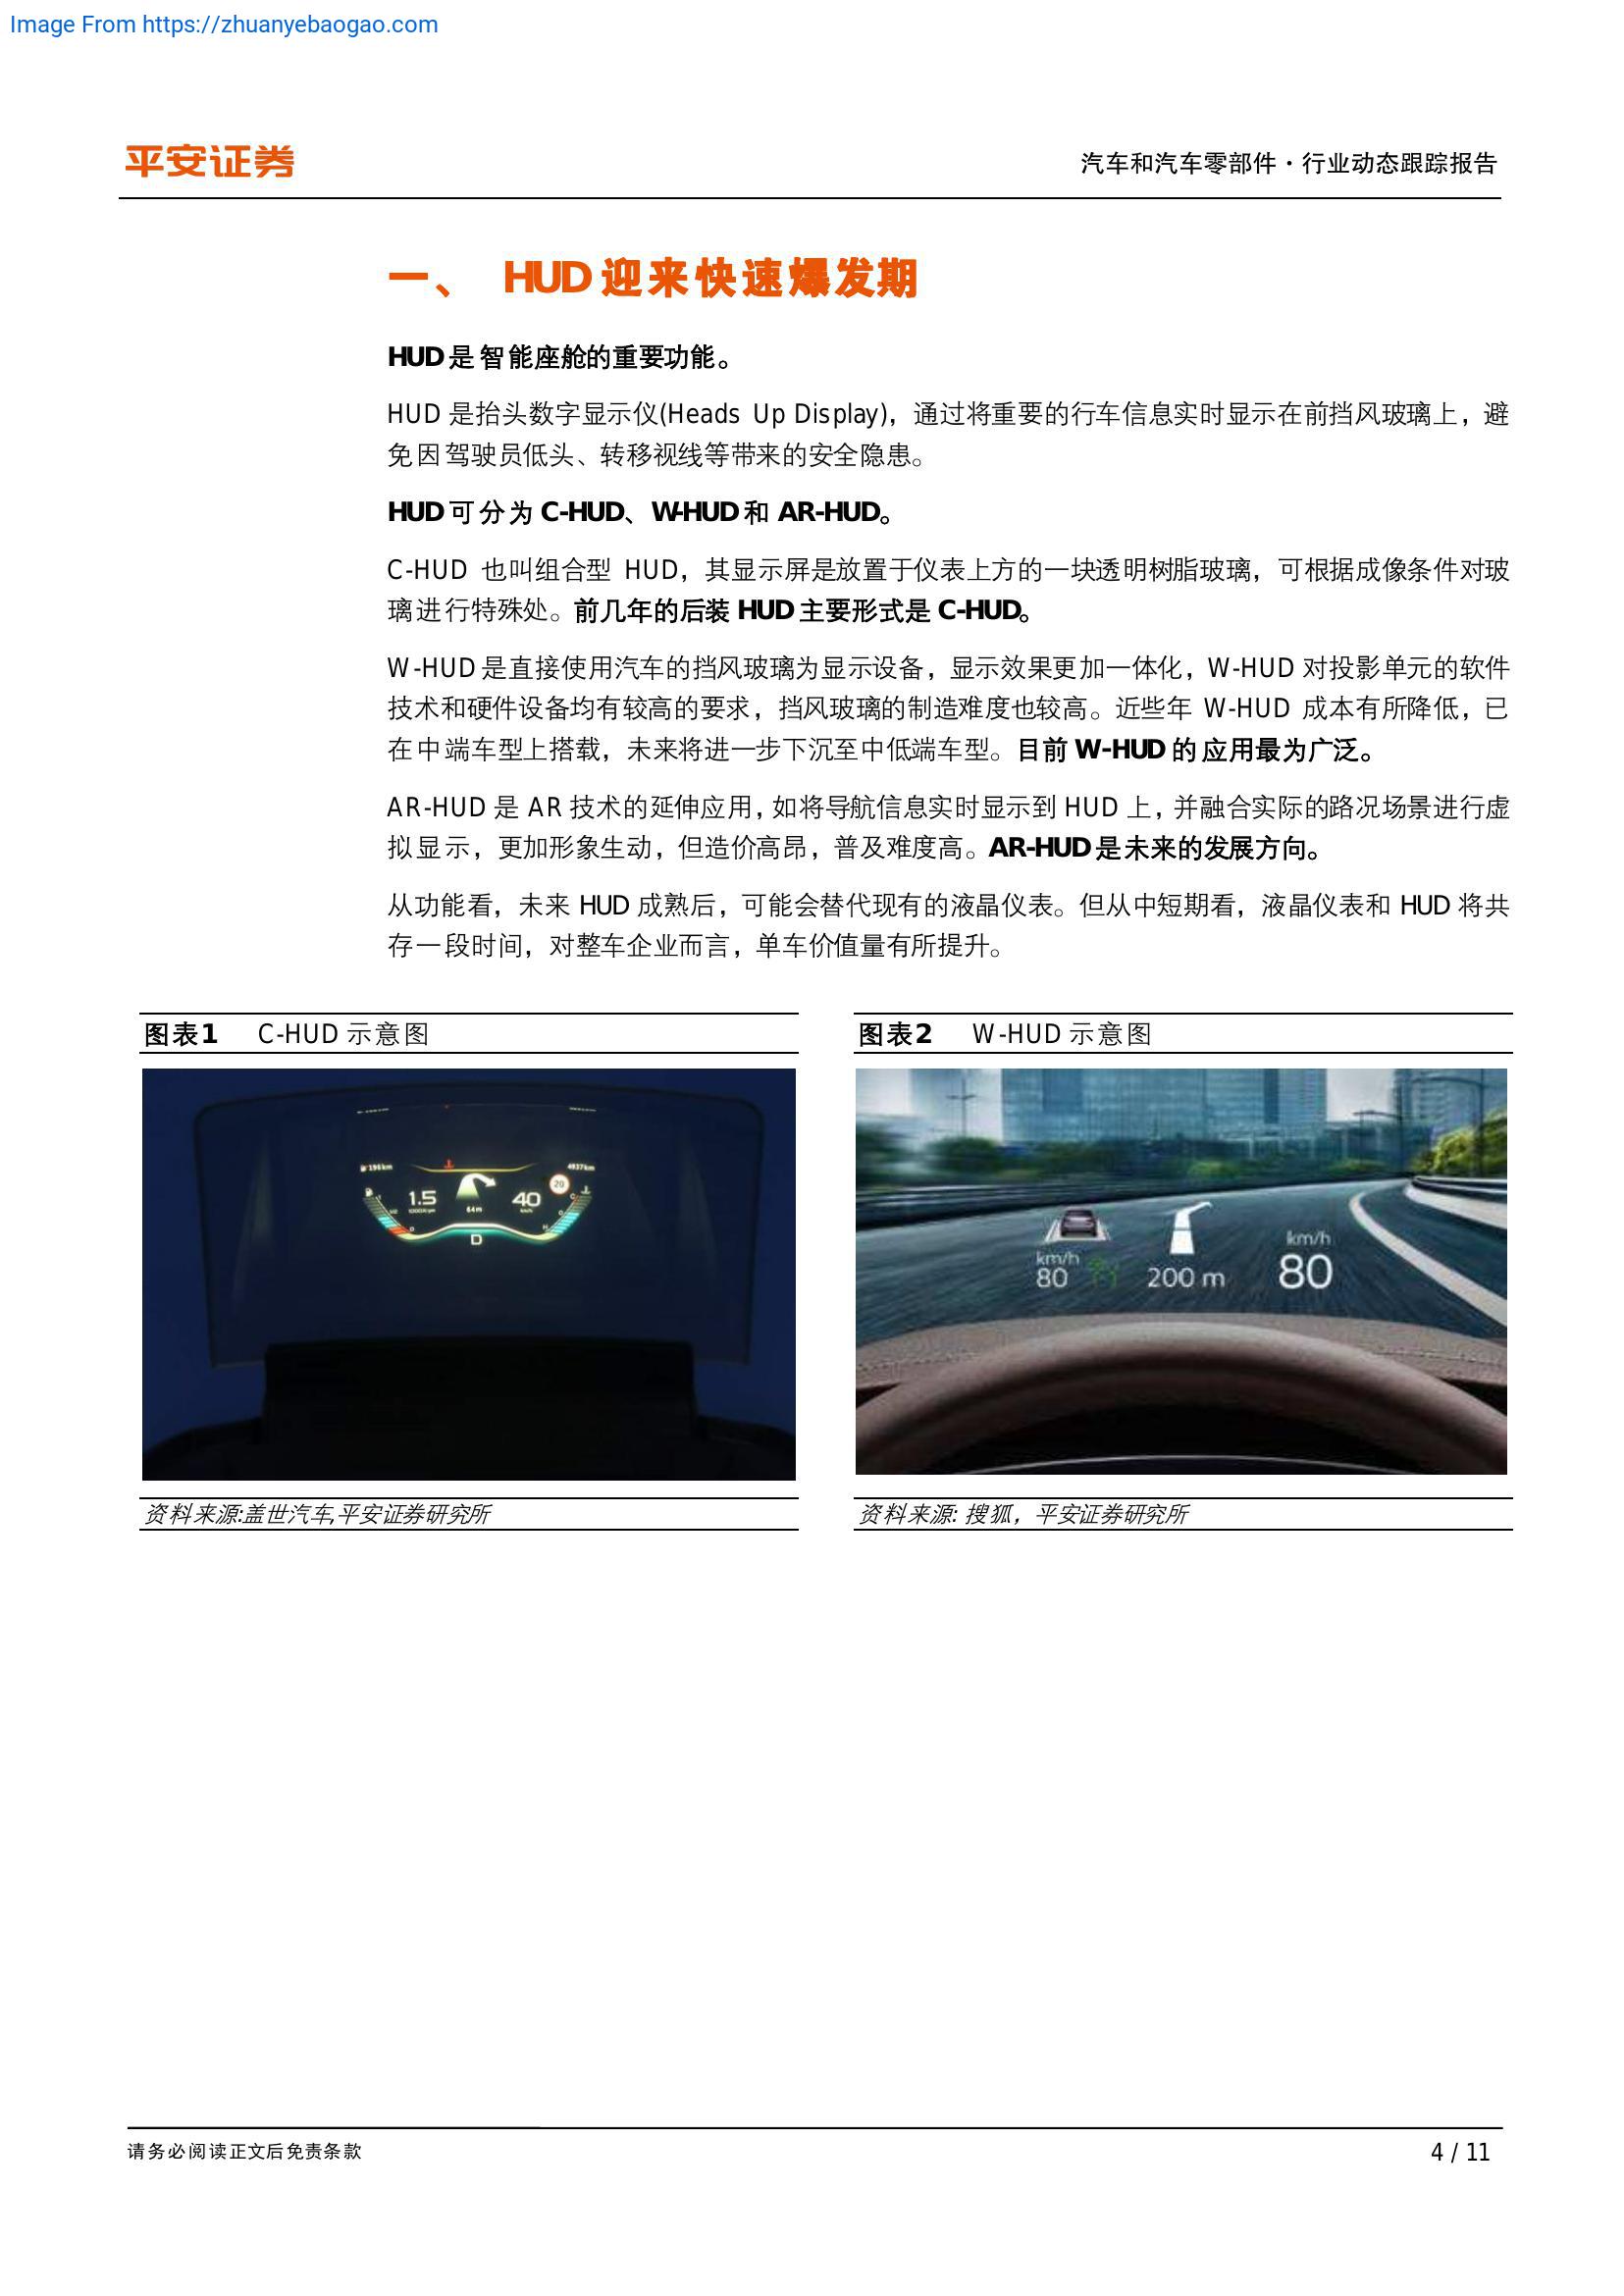 Image From https://zhuanyebaogao.com
平安证券
汽车和汽车零部件·行业动态跟踪报告
一、 HUD 迎来快速爆发期
HUD 是智能座舱的重要功能。
HUD 是抬头数字显示仪(Heads Up Display)，通过将重要的行车信息实时显示在前挡风玻璃上，避
免因驾驶员低头、转移视线等带来的安全隐患。
HUD 可分为 C-HUD、W-HUD 和 AR-HUD。
C-HUD 也叫组合型 HUD，其显示屏是放置于仪表上方的一块透明树脂玻璃，可根据成像条件对玻
璃进行特殊处。前几年的后装 HUD 主要形式是 C-HUD。
W-HUD 是直接使用汽车的挡风玻璃为显示设备，显示效果更加一体化，W-HUD 对投影单元的软件
技术和硬件设备均有较高的要求，挡风玻璃的制造难度也较高。近些年 W-HUD 成本有所降低，已
在中端车型上搭载，未来将进一步下沉至中低端车型。目前 W-HUD 的应用最为广泛。
AR-HUD 是 AR 技术的延伸应用，如将导航信息实时显示到 HUD 上，并融合实际的路况场景进行虚
拟显示，更加形象生动，但造价高昂，普及难度高。AR-HUD 是未来的发展方向。
从功能看，未来 HUD 成熟后，可能会替代现有的液晶仪表。但从中短期看，液晶仪表和 HUD 将共
存一段时间，对整车企业而言，单车价值量有所提升。
图表1 C-HUD 示意图
196km 4937km
1.5 40 20
64m
D
资料来源:盖世汽车,平安证券研究所
图表2 W-HUD 示意图
km/h
80 200 m
km/h
80
资料来源: 搜狐，平安证券研究所
请务必阅读正文后免责条款
4 / 11